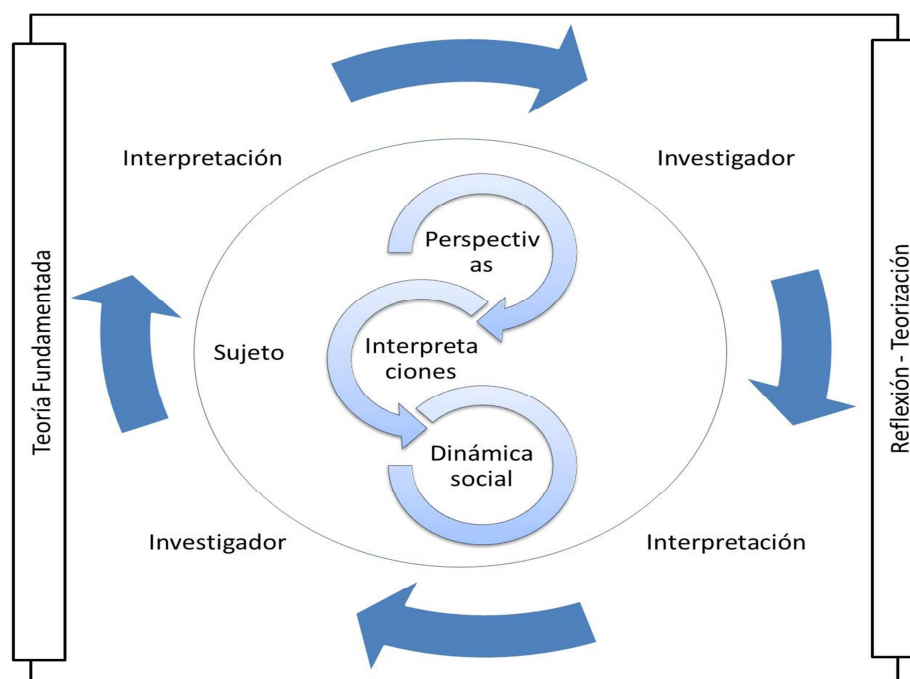 Interpretación
Investigador
Teoría Fundamentada
Perspectiv
as
Sujeto
Interpreta
ciones
Dinámica
social
Investigador
Interpretación
Reflexión - Teorización